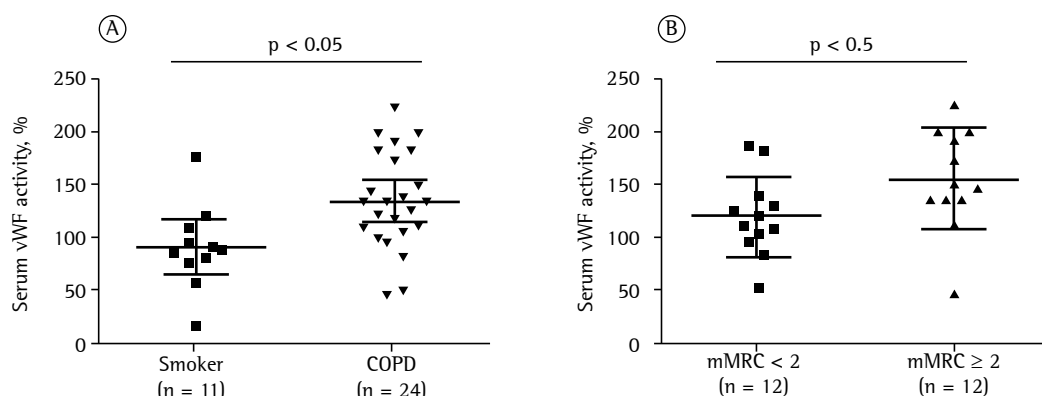 A
p < 0.05
Serum vWF activity, %
250
200
150
100
50
0
Smoker
(n = 11)
COPD
(n = 24)
B
p < 0.5
Serum vWF activity, %
250
200
150
100
50
0
mMRC < 2
(n = 12)
mMRC ≥ 2
(n = 12)